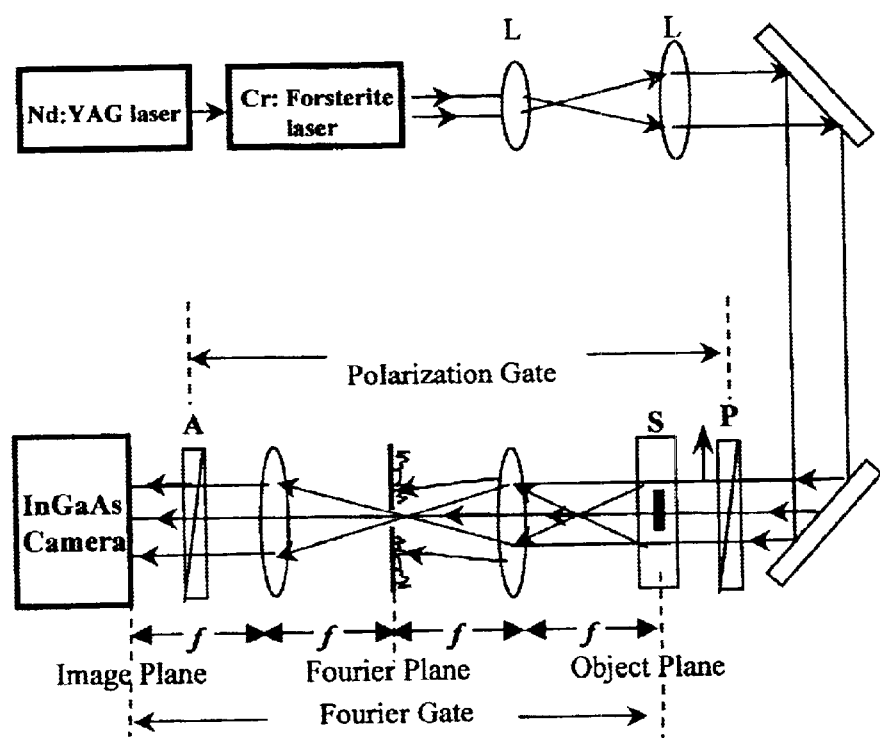 L L
Nd:YAG laser
Cr: Forsterite
laser
Polarization Gate
A S P
InGaAs
Camera
f f f f
Image Plane Fourier Plane Object Plane
Fourier Gate